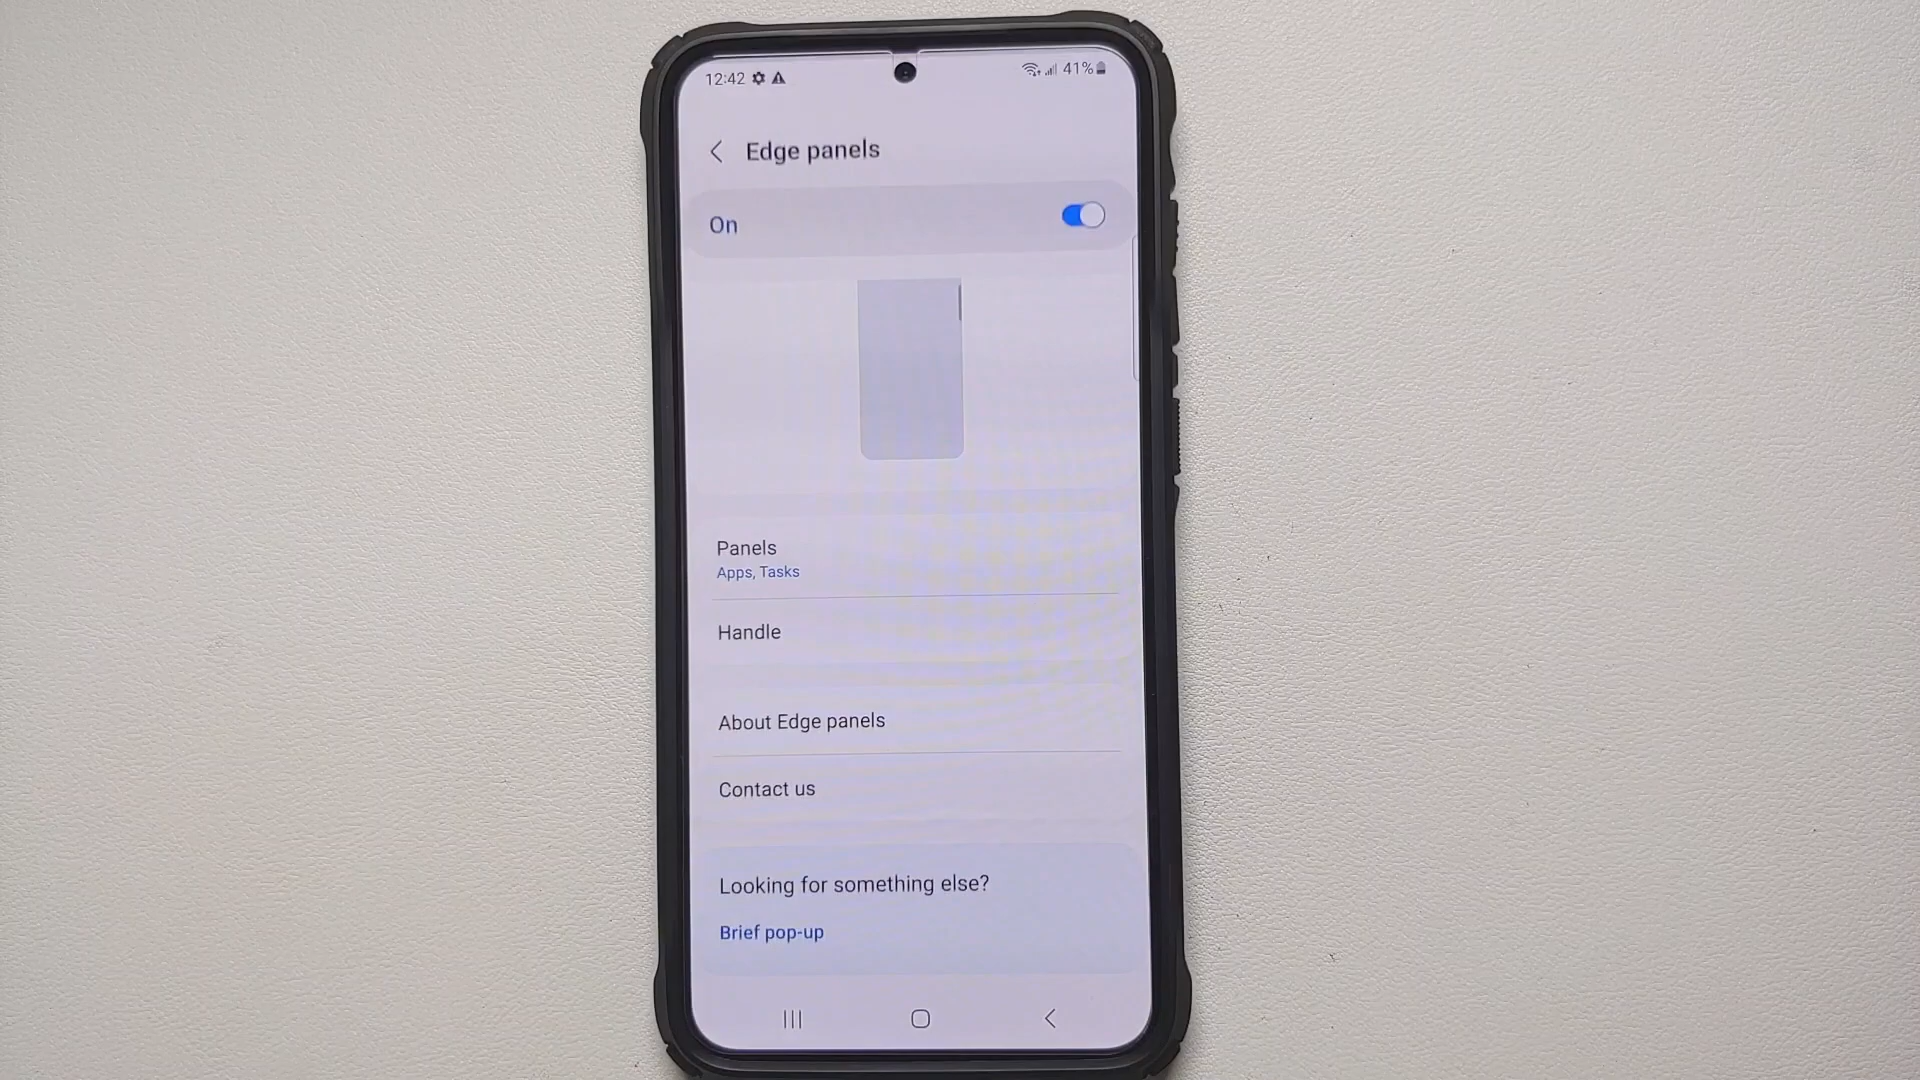 12:42 41%
Edge panels
On
Panels
Apps, Tasks
Handle
About Edge panels
Contact us
Looking for something else?
Brief pop-up